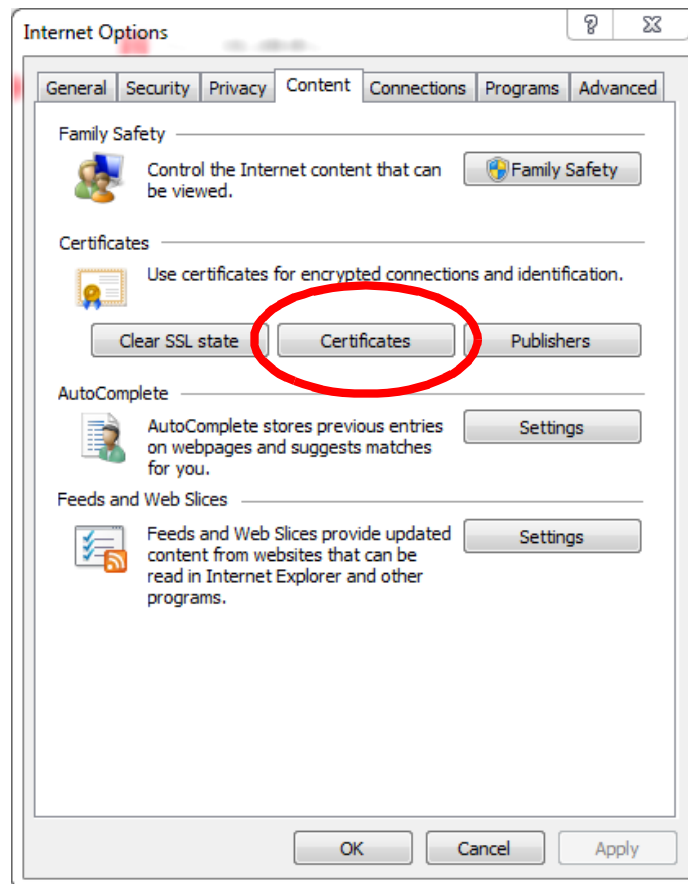 Internet Options
General Security Privacy Content Connections Programs Advanced
Family Safety
Control the Internet content that can
be viewed.
Family Safety
Certificates
Use certificates for encrypted connections and identification.
Clear SSL state Certificates Publishers
AutoComplete
AutoComplete stores previous entries
on webpages and suggests matches
for you.
Settings
Feeds and Web Slices
Feeds and Web Slices provide updated
content from websites that can be
read in Internet Explorer and other
programs.
Settings
OK Cancel Apply